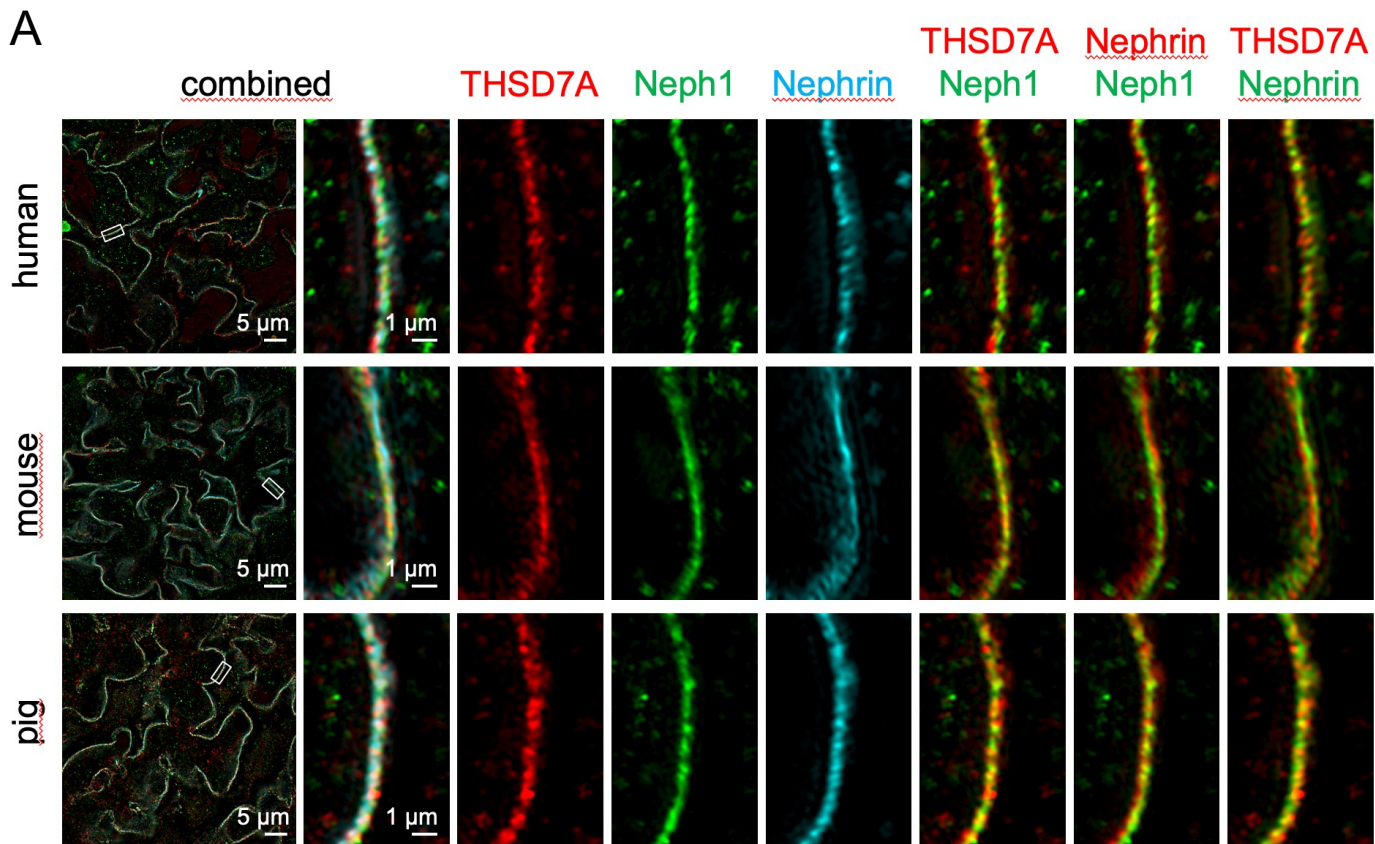 A
THSD7A Nephrin THSD7A
combined THSD7A Neph1 Nephrin Neph1 Neph1 Nephrin
human
5 µm 1 µm
mouse
5 µm 1 µm
pig
5 µm 1 µm